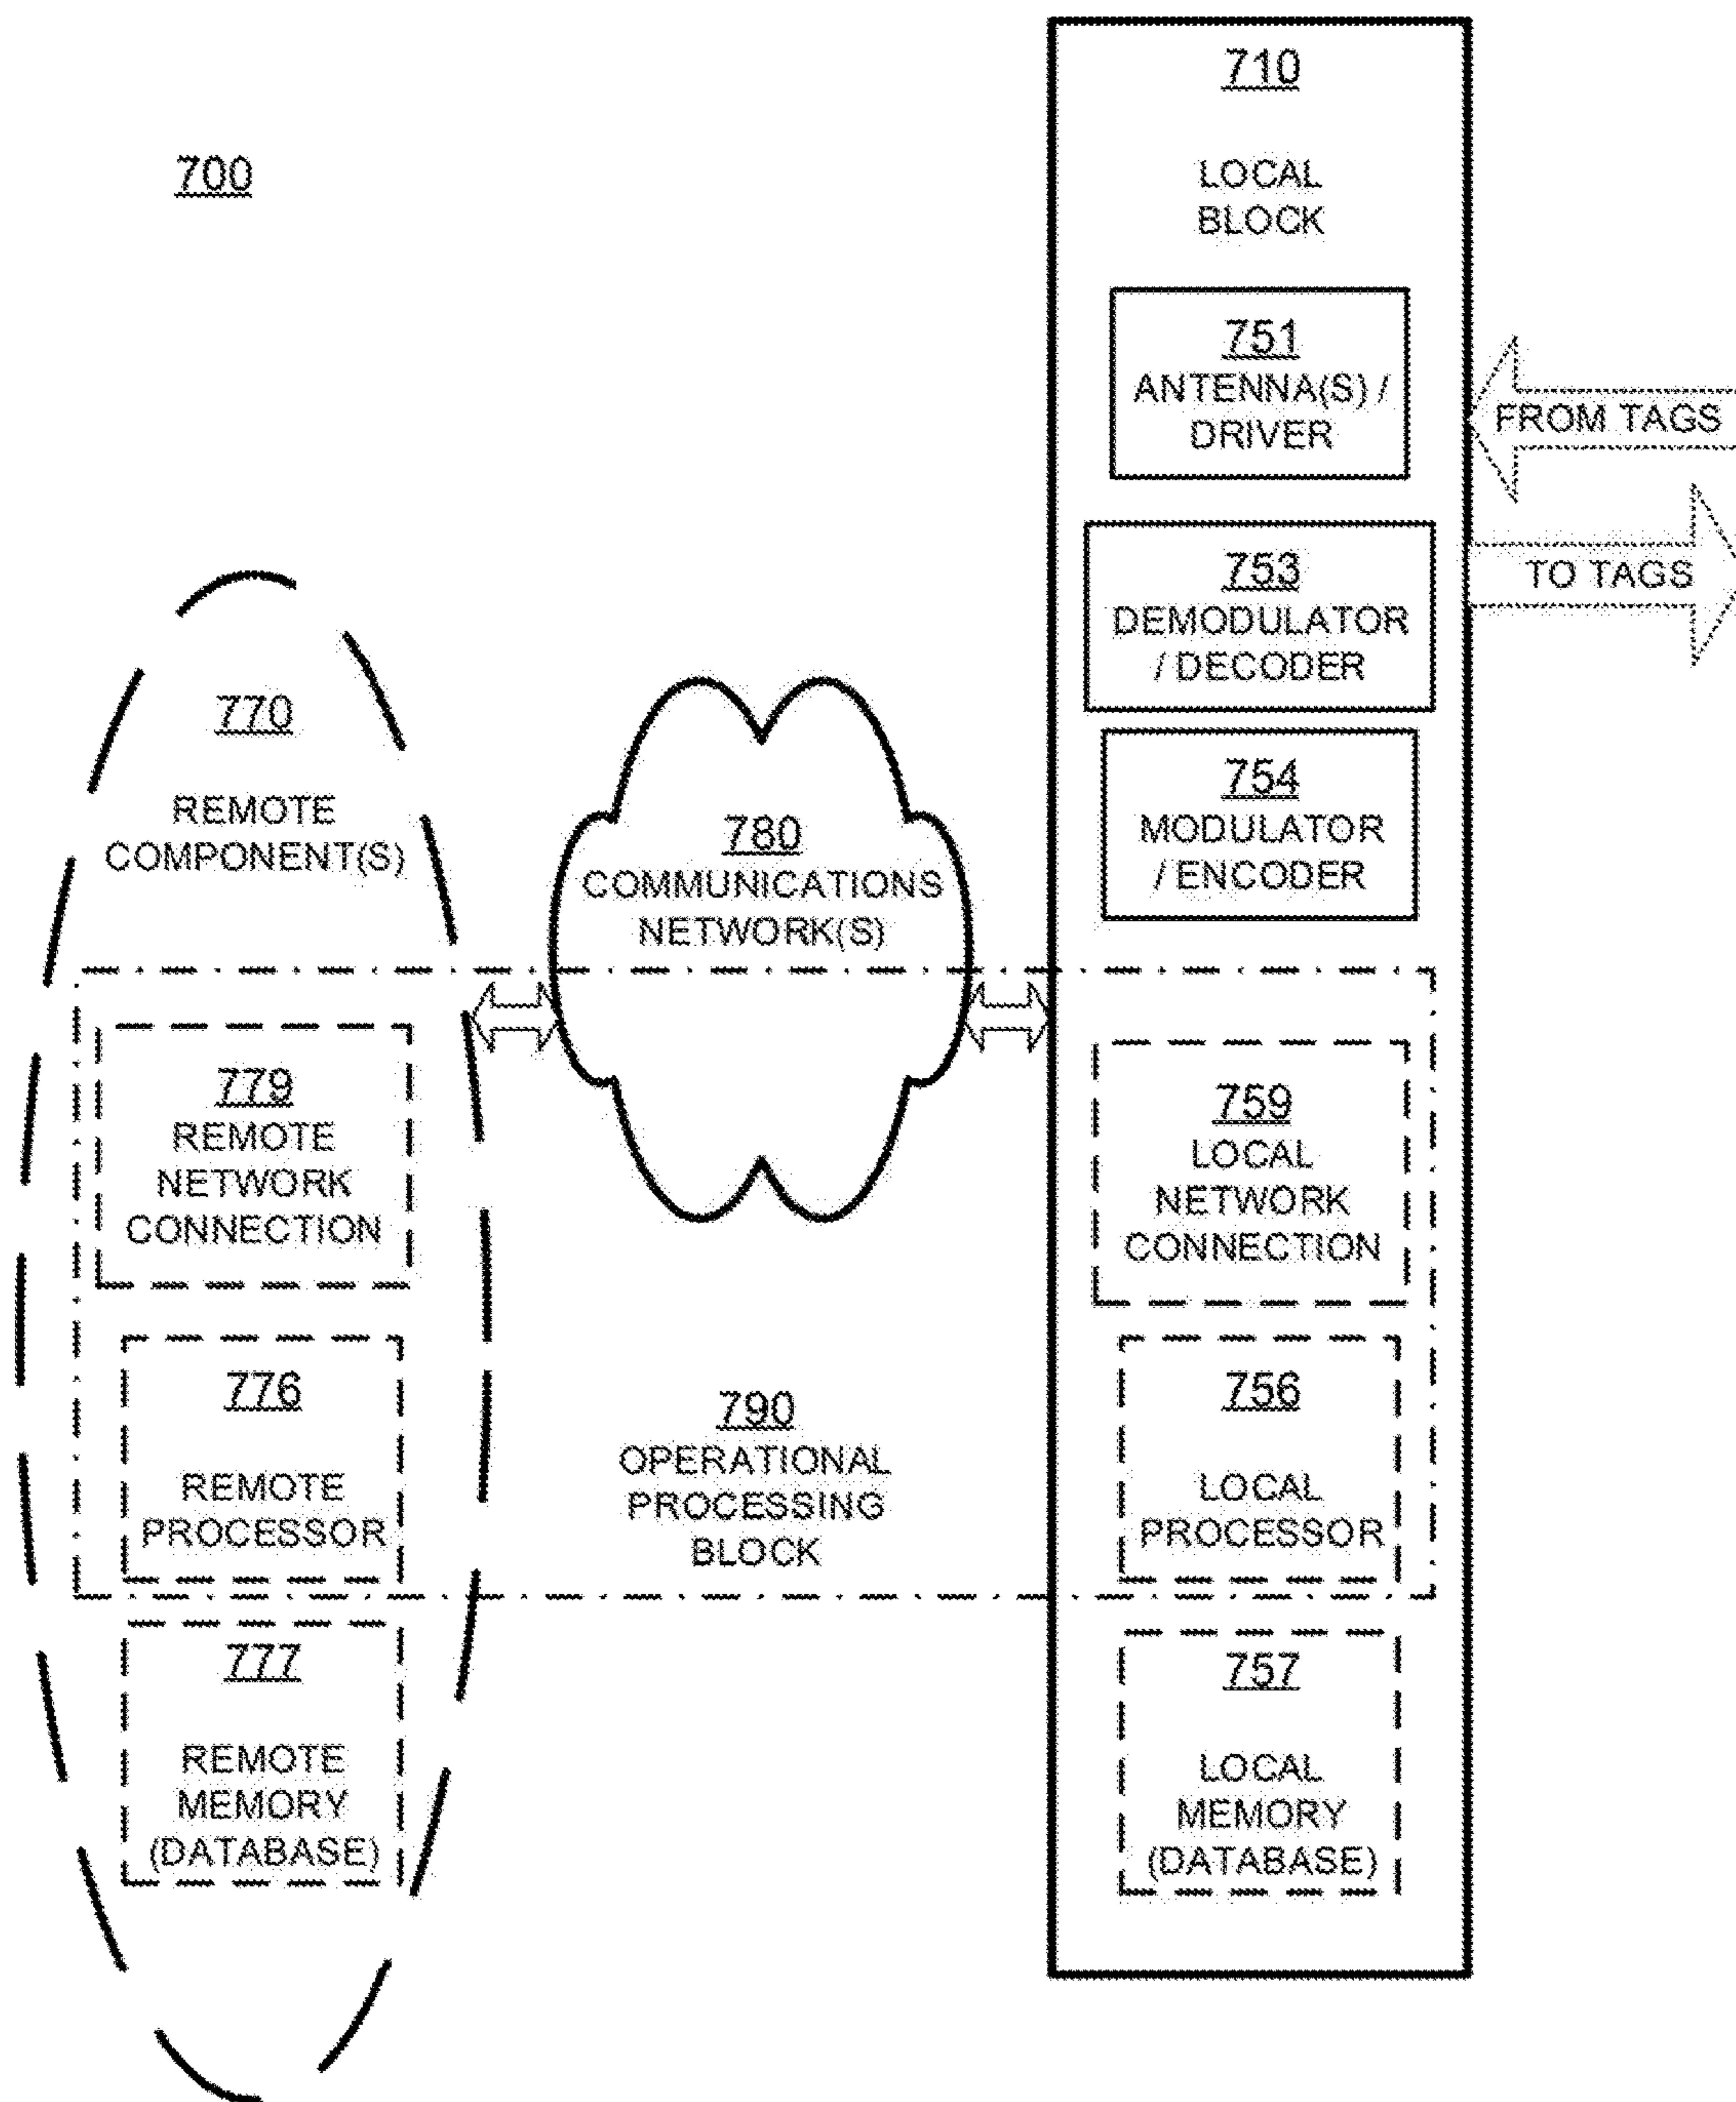 700
710
LOCAL
BLOCK
751
ANTENNA(S) /
DRIVER
FROM TAGS
753
DEMODULATOR
/ DECODER
TO TAGS
754
MODULATOR
/ ENCODER
770
REMOTE
COMPONENT(S)
780
COMMUNICATIONS
NETWORK(S)
779
REMOTE
NETWORK
CONNECTION
759
LOCAL
NETWORK
CONNECTION
776
REMOTE
PROCESSOR
790
OPERATIONAL
PROCESSING
BLOCK
756
LOCAL
PROCESSOR
777
REMOTE
MEMORY
(DATABASE)
757
LOCAL
MEMORY
(DATABASE)